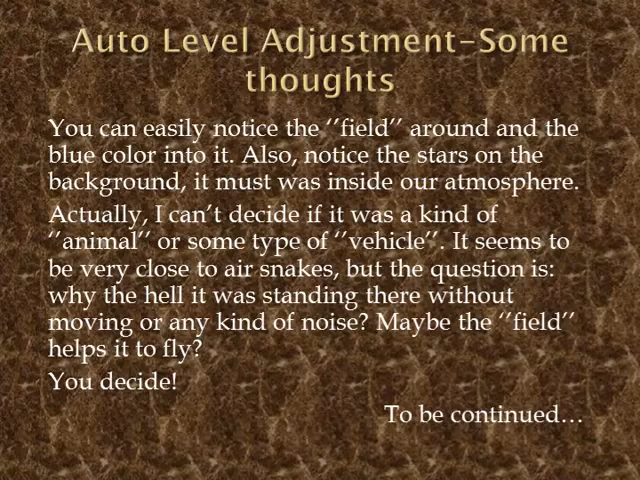 Auto Level Adjustment-Some
thoughts
You can easily notice the ‘’field’’ around and the
blue color into it. Also, notice the stars on the
background, it must was inside our atmosphere.
Actually, I can’t decide if it was a kind of
‘’animal’’ or some type of ‘’vehicle’’. It seems to
be very close to air snakes, but the question is:
why the hell it was standing there without
moving or any kind of noise? Maybe the ‘’field’’
helps it to fly?
You decide!
To be continued…